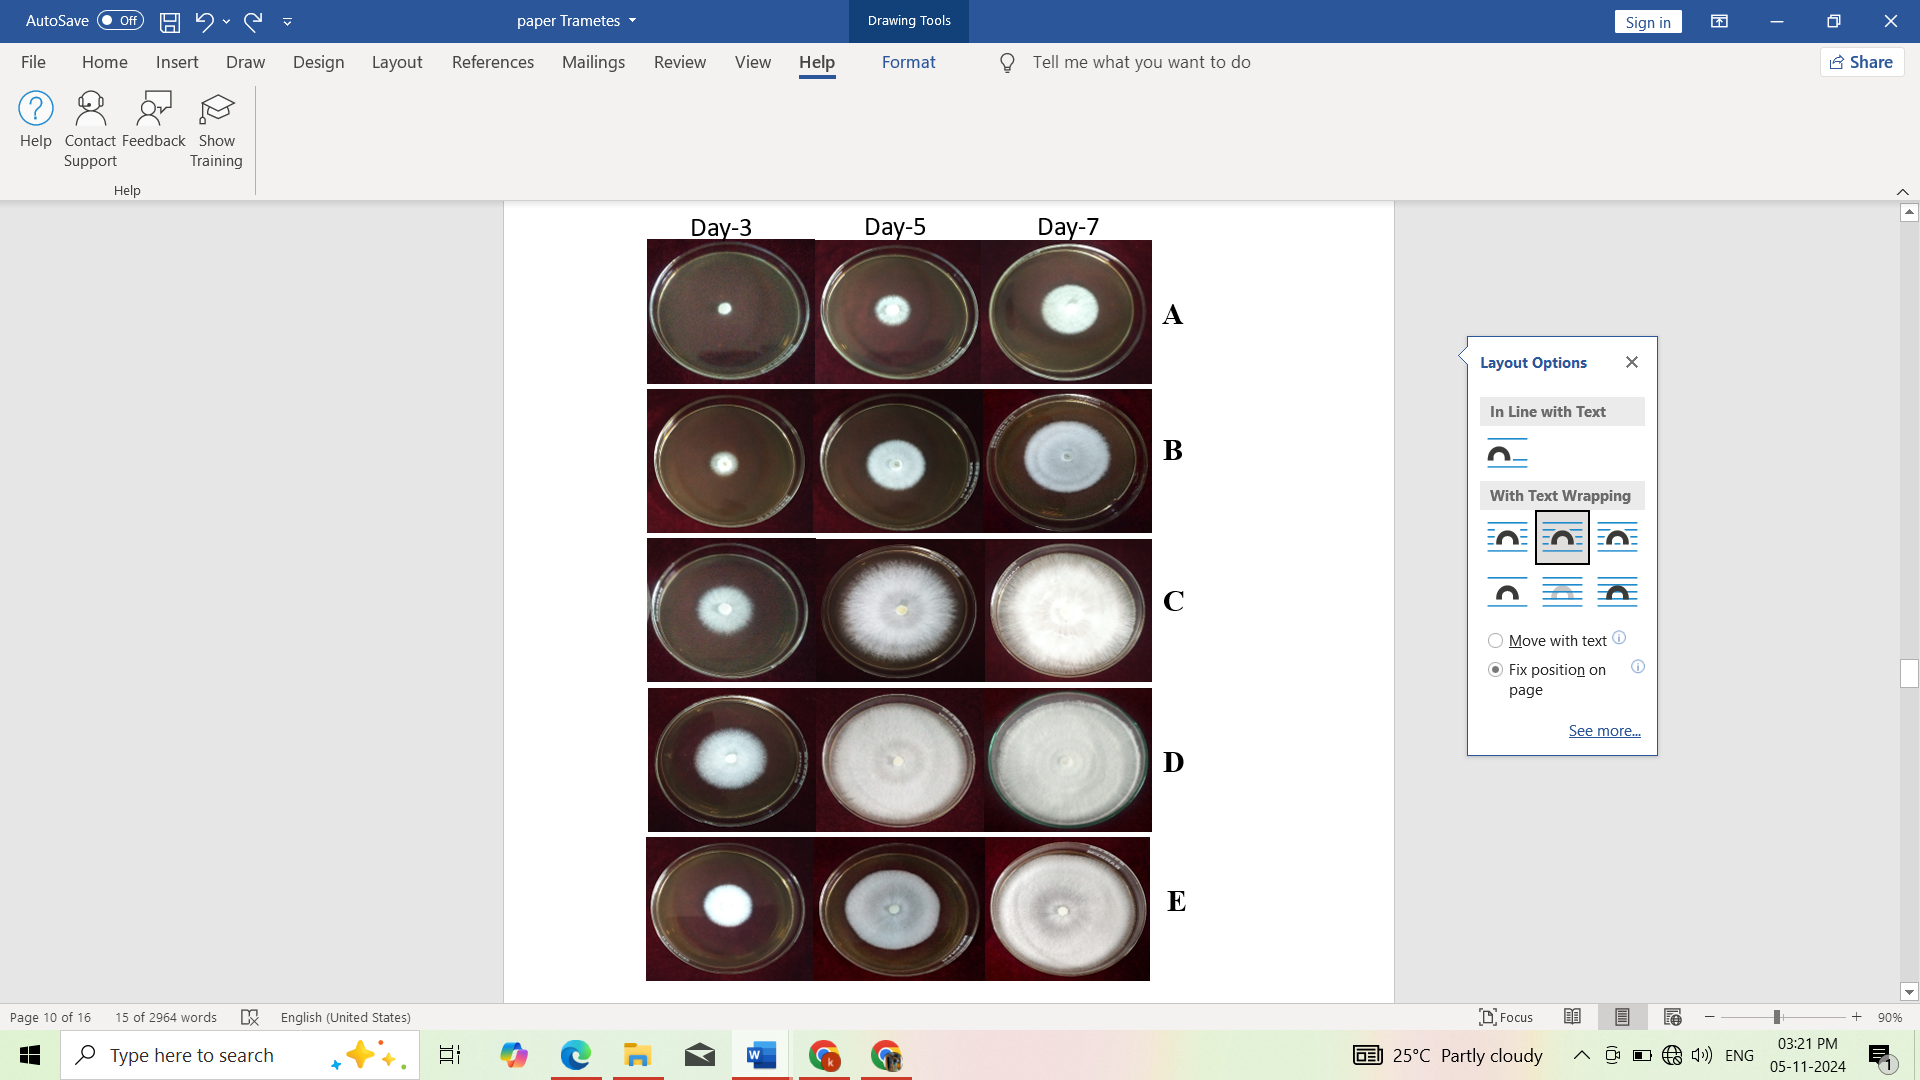 AutoSave Off paper Trametes Drawing Tools Sign in
File Home Insert Draw Design Layout References Mailings Review View Help Format Tell me what you want to do Share
Help Contact Support Feedback Show Training
Help
Day-3 Day-5 Day-7
A
B
C
D
E
Layout Options
In Line with Text
With Text Wrapping
Move with text
Fix position on
page
See more...
Page 10 of 16 15 of 2964 words English (United States) Focus 90%
Type here to search 25°C Partly cloudy ENG 03:21 PM
05-11-2024 1